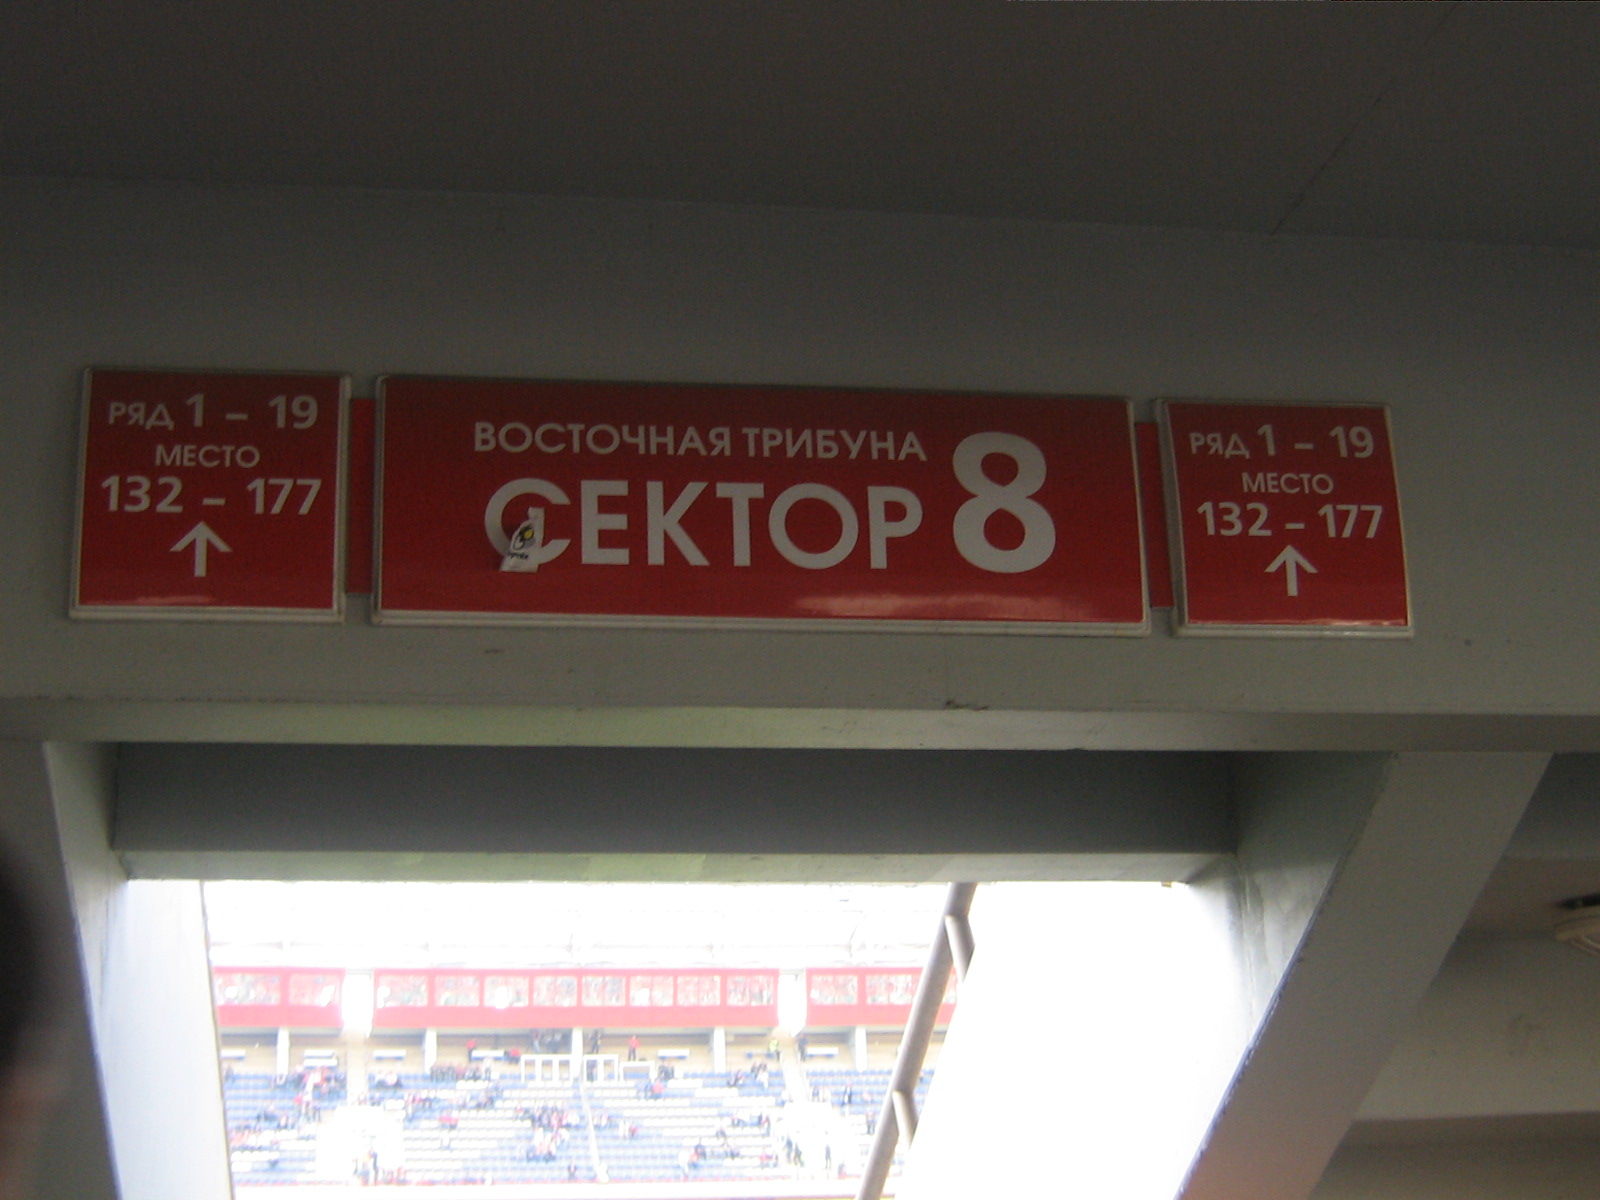 РЯД 1 – 19
МЕСТО
132 – 177
ВОСТОЧНАЯ ТРИБУНА
СЕКТОР 8
РЯД 1 – 19
МЕСТО
132 – 177